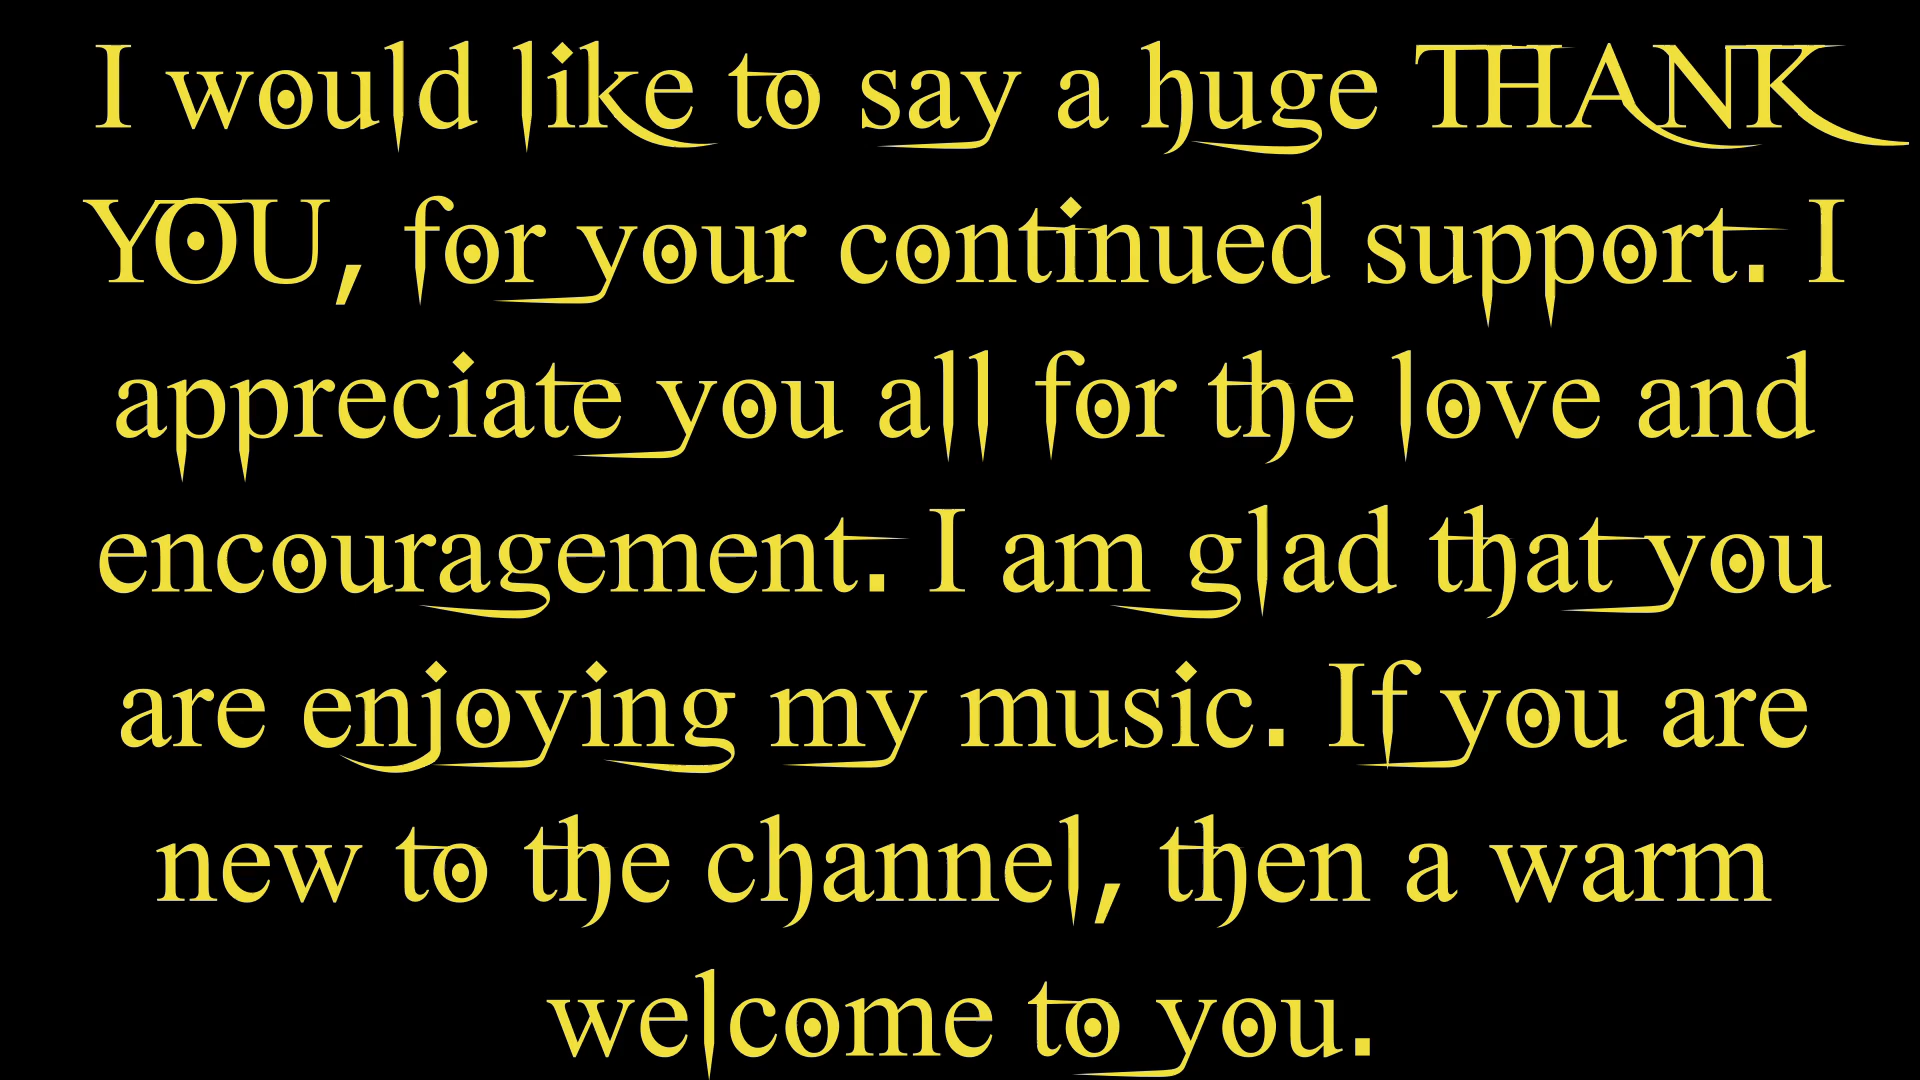 I would like to say a huge THANK
YOU, for your continued support. I
appreciate you all for the love and
encouragement. I am glad that you
are enjoying my music. If you are
new to the channel, then a warm
welcome to you.